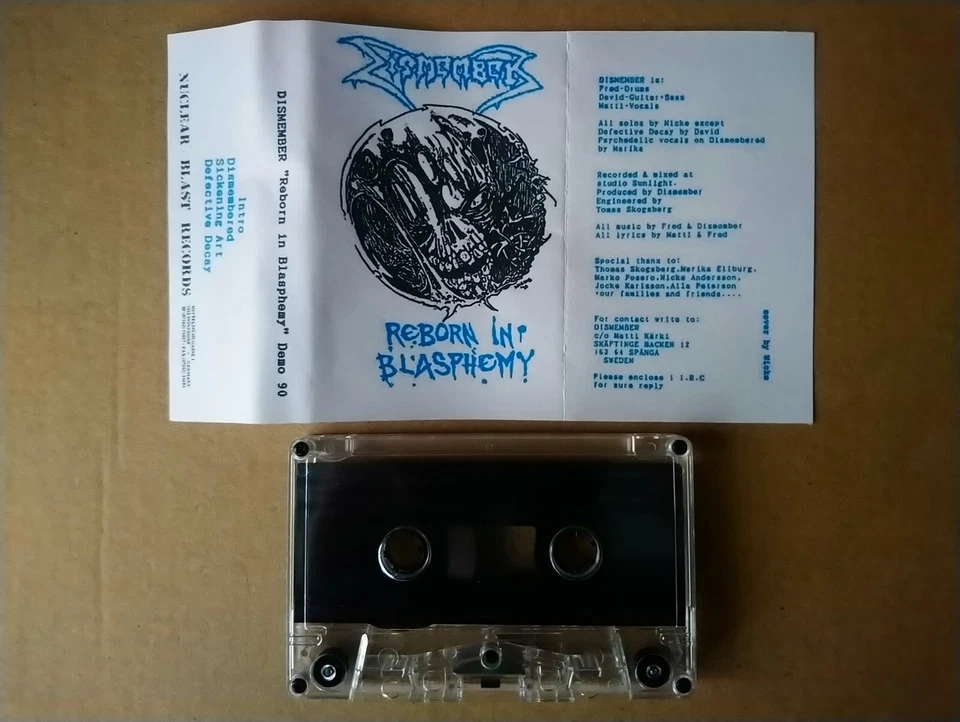 NUCLEAR BLAST RECORDS
Intro
Dismembered
Sickening Art
Defective Decay
DISMEMBER "Reborn in Blasphemy" Demo 90
DISMEMBER
REBORN IN:
BLASPHEMY
DISMEMBER is:
Fred-Drums
David-Guitar+Bass
Matti-Vocals
All solos by Nicke except
Defective Decay by David
Psychedelic vocals on Dismembered
by Marika
Recorded & mixed at
studio Sunlight.
Produced by Dismember
Engineered by
Tomas Skogsberg
All music by Fred & Dismember
All lyrics by Matti & Fred
Special thanx to:
Thomas Skogsberg,Marika Ellburg,
Marko Posero,Nicke Andersson,
Jocke Karlsson,Alla Peterson
+our families and friends....
For contact write to:
DISMEMBER
c/o Matti Kärki
SKÄFTINGE BACKEN 12
163 64 SPÅNGA
SWEDEN
Please enclose 1 I.R.C
for sure reply
cover by Nicke